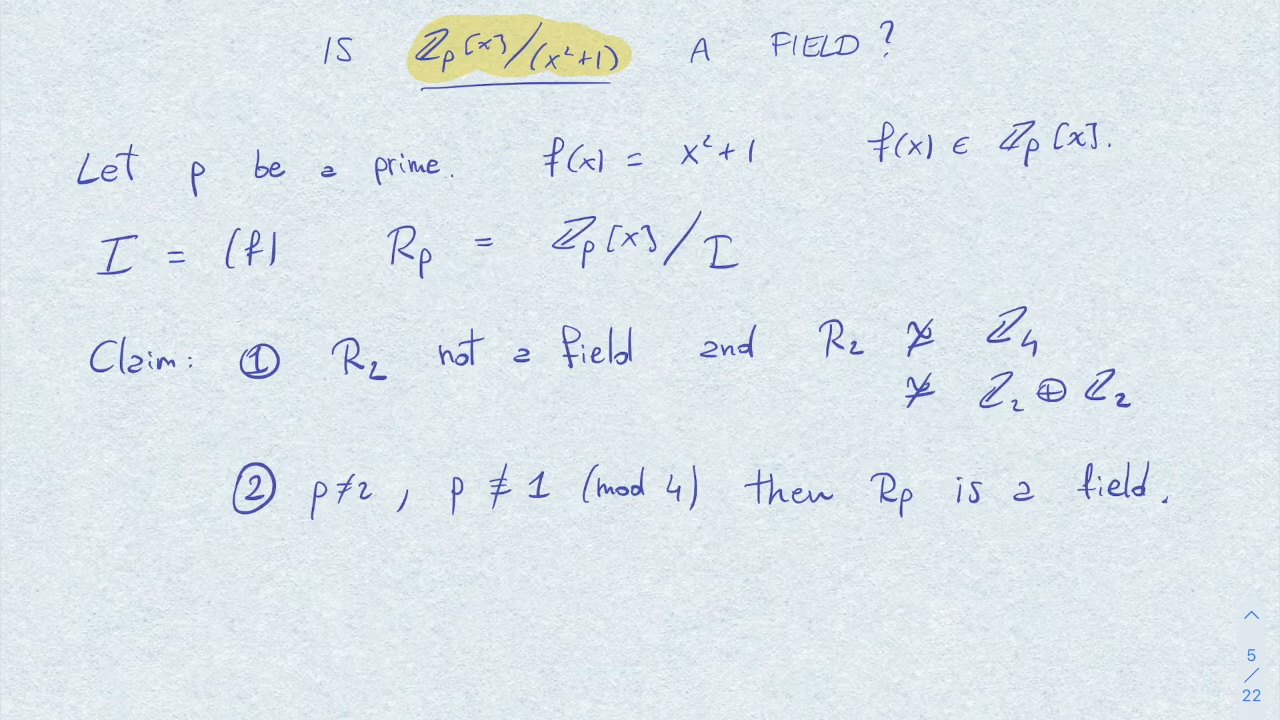 IS ℤp[x]/(x²+1) A FIELD?
Let p be a prime. f(x) = x²+1 f(x) ∈ ℤp[x].
I = (f) Rp = ℤp[x]/I
Claim: ① R₂ not a field and R₂ ≇ ℤ₄
≇ ℤ₂ ⊕ ℤ₂
② p≠2, p ≢ 1 (mod 4) then Rp is a field.
5
/
22